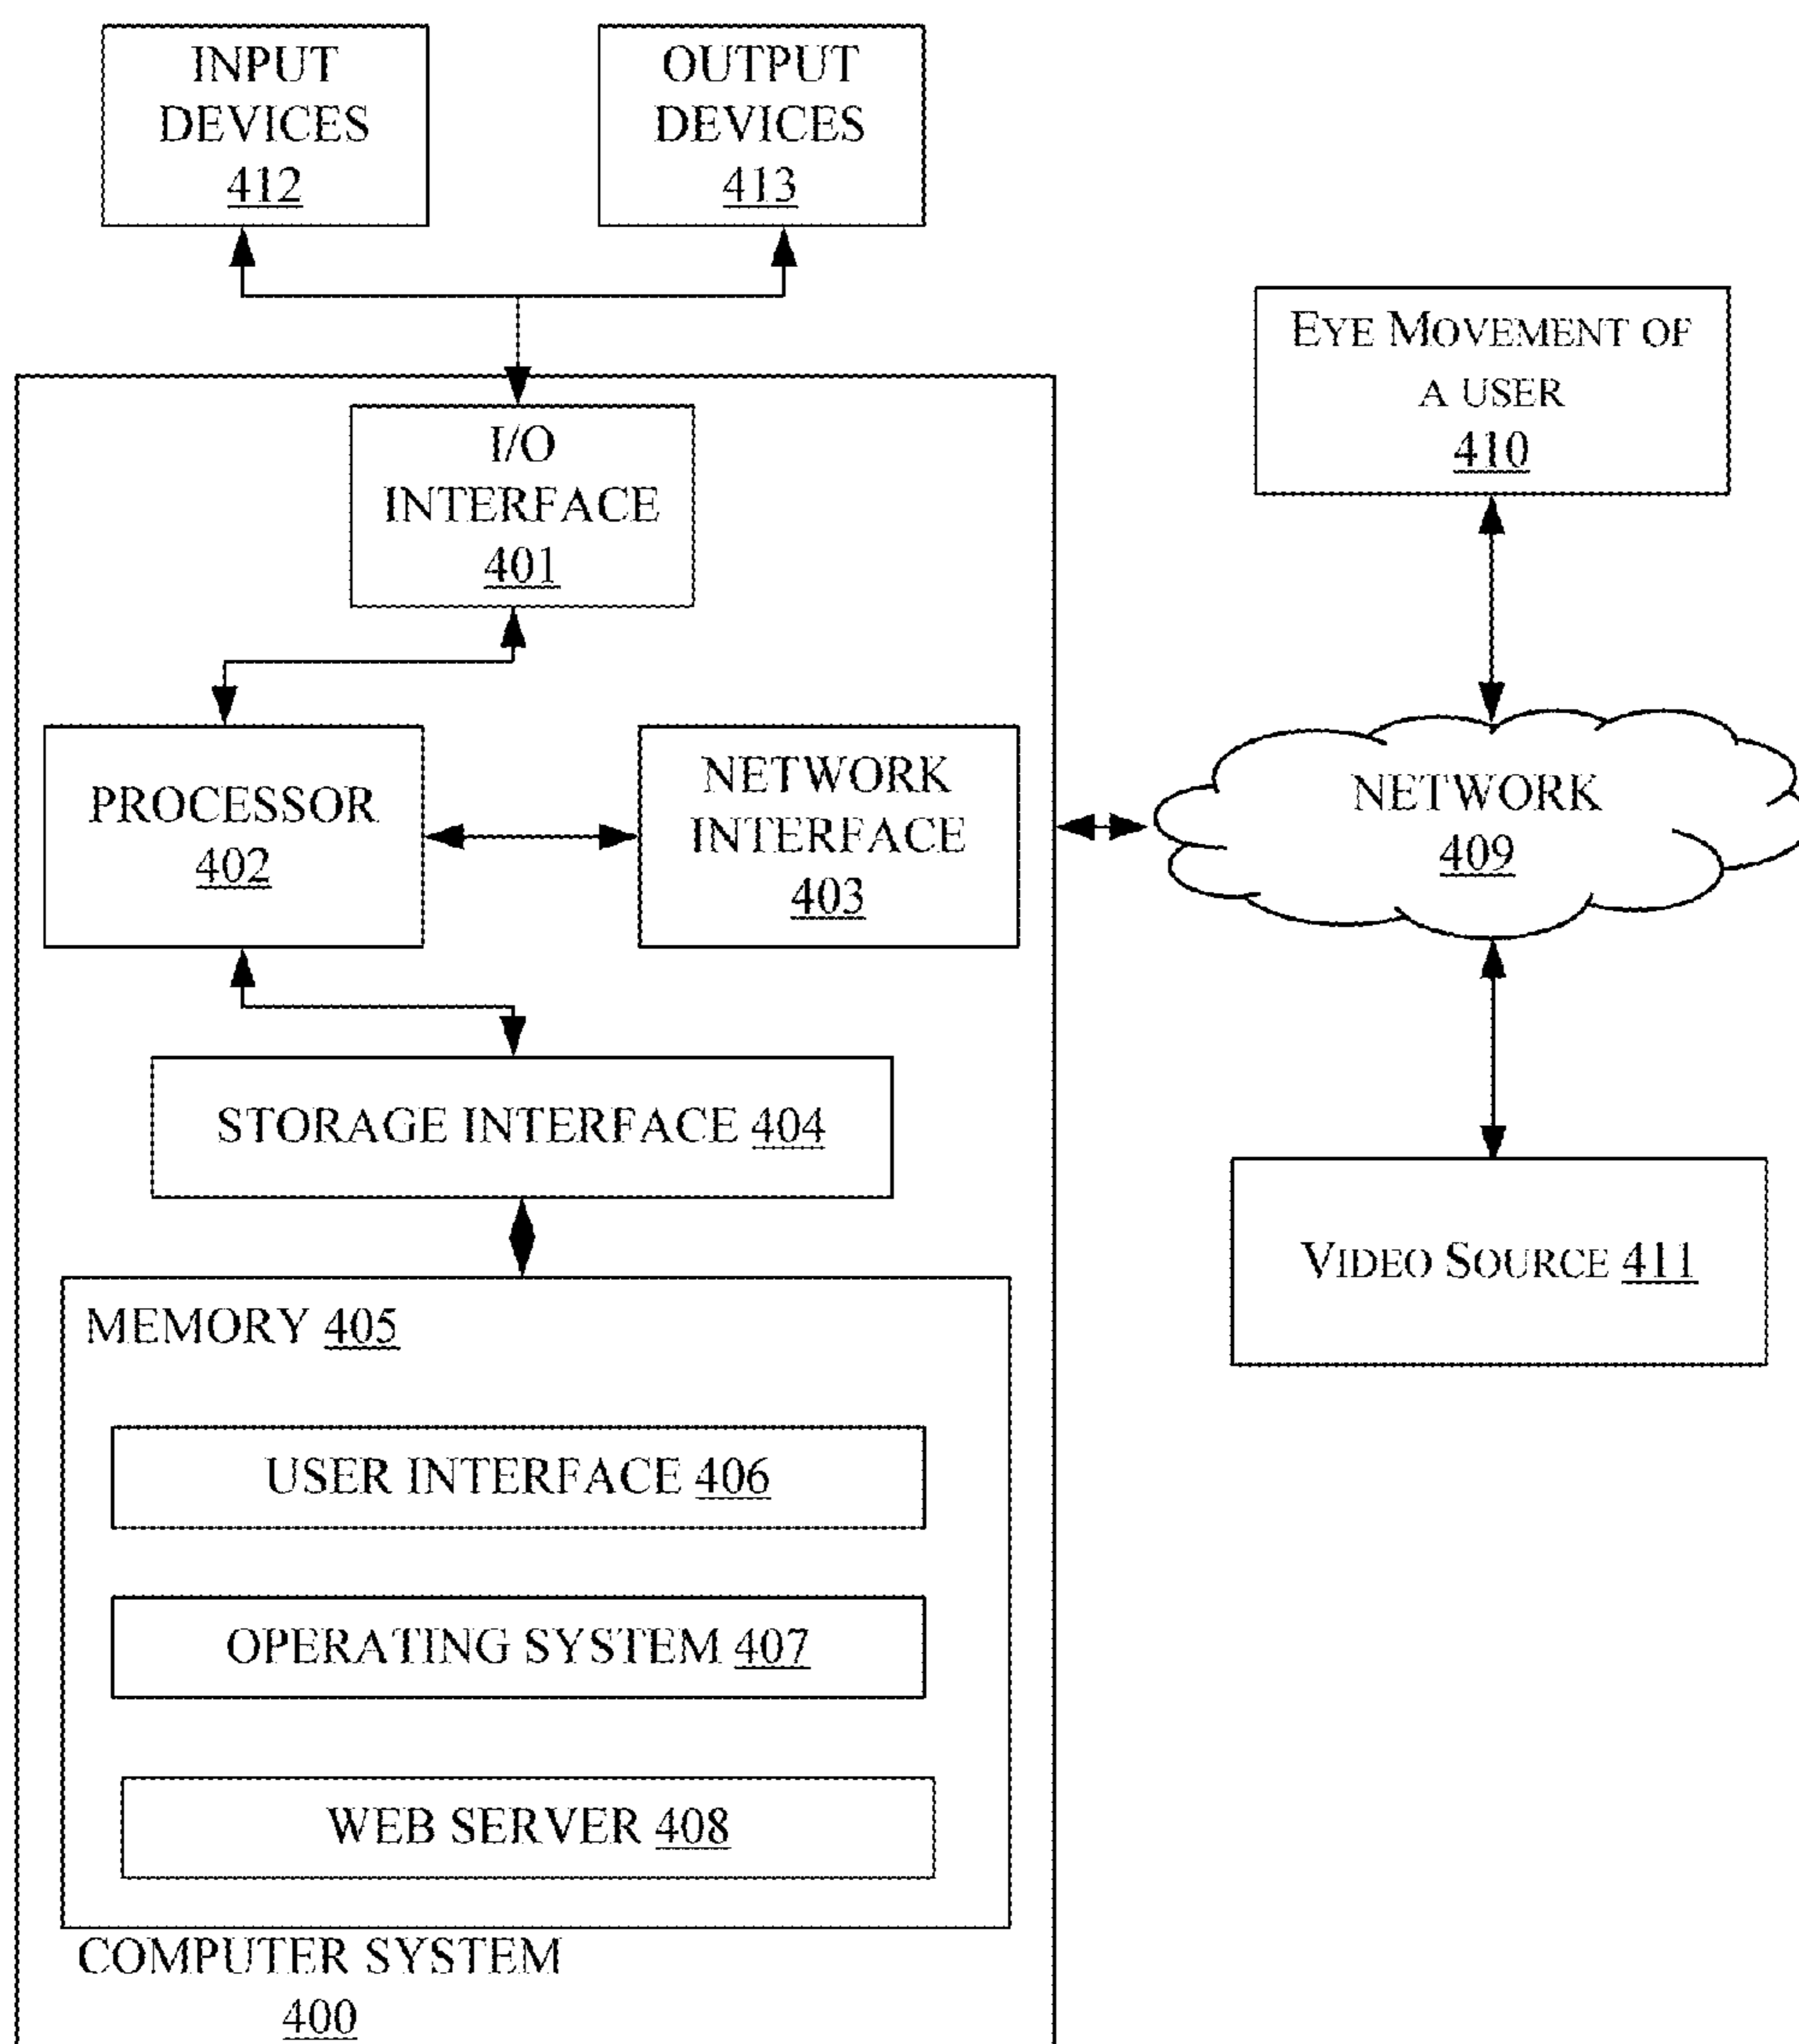 INPUT
DEVICES
412
OUTPUT
DEVICES
413
I/O
INTERFACE
401
EYE MOVEMENT OF
A USER
410
PROCESSOR
402
NETWORK
INTERFACE
403
NETWORK
409
STORAGE INTERFACE 404
VIDEO SOURCE 411
MEMORY 405
USER INTERFACE 406
OPERATING SYSTEM 407
WEB SERVER 408
COMPUTER SYSTEM
400